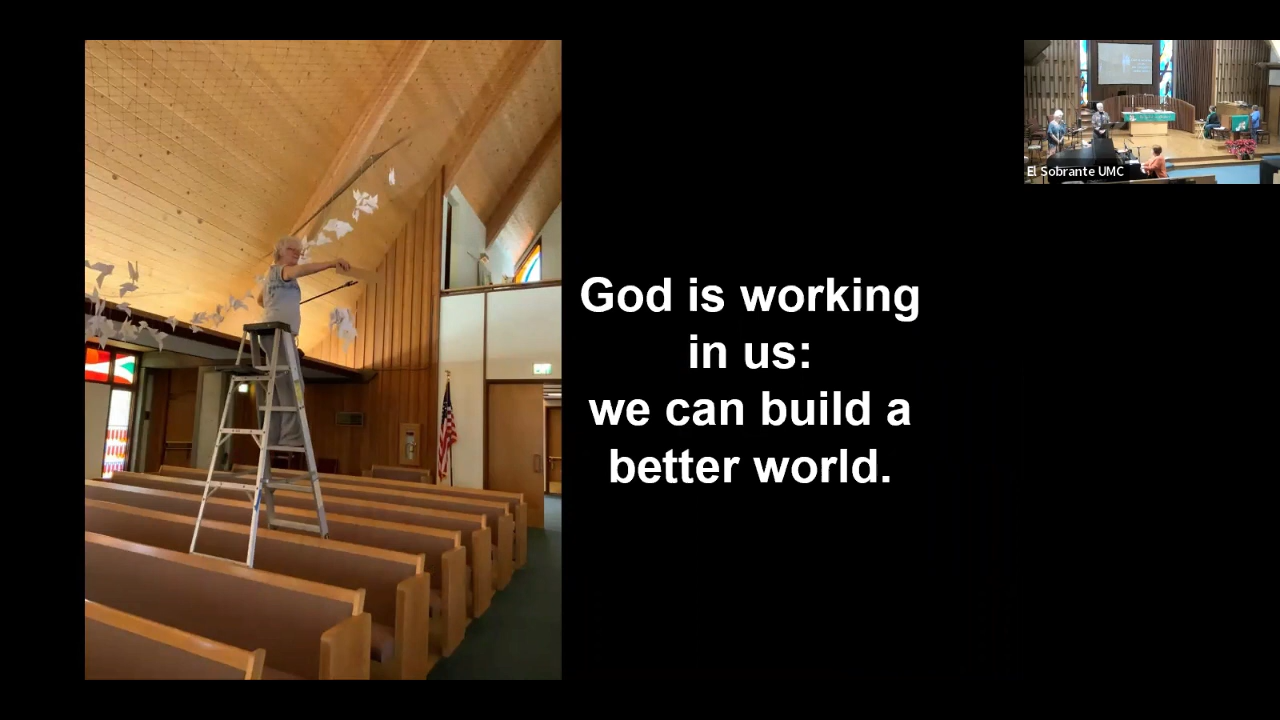 God is working
in us:
we can build a
better world.
El Sobrante UMC